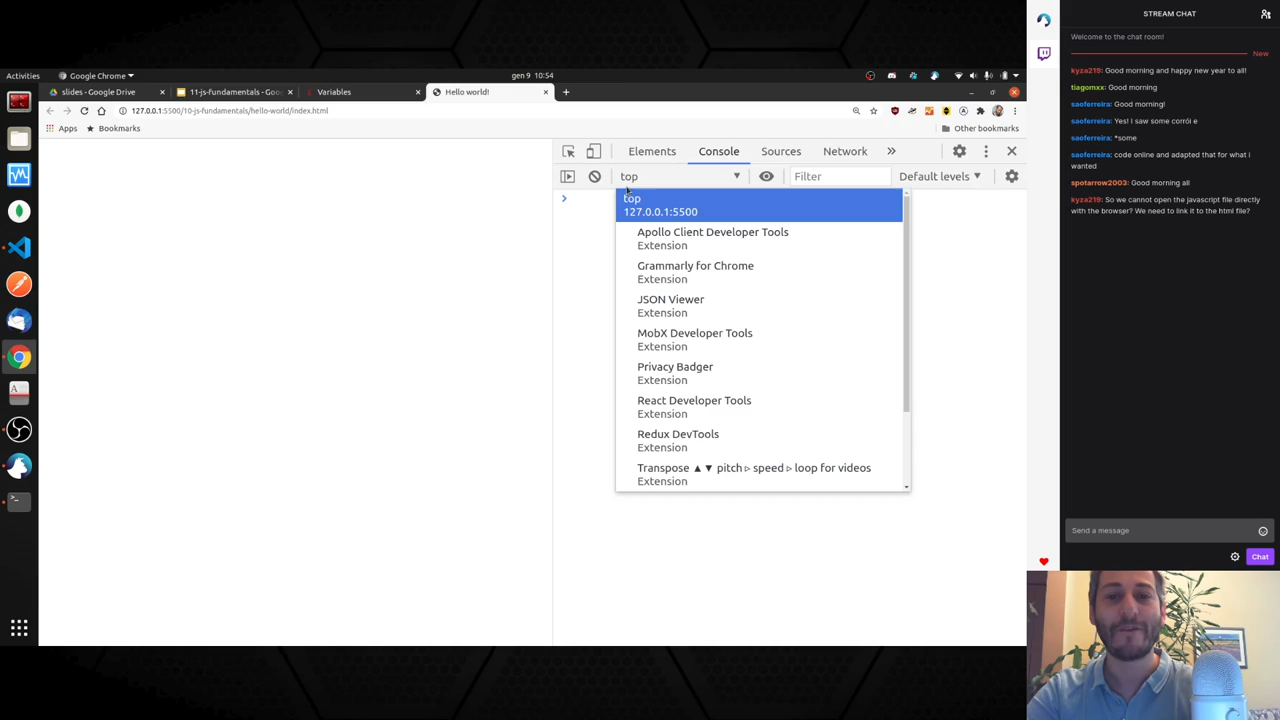 Activities
Google Chrome
gen 9 10:54
slides - Google Drive
11-js-fundamentals - Goog
Variables
Hello world!
127.0.0.1:5500/10-js-fundamentals/hello-world/index.html
Apps
Bookmarks
Other bookmarks
Elements
Console
Sources
Network
top
Filter
Default levels
top
127.0.0.1:5500
Apollo Client Developer Tools
Extension
Grammarly for Chrome
Extension
JSON Viewer
Extension
MobX Developer Tools
Extension
Privacy Badger
Extension
React Developer Tools
Extension
Redux DevTools
Extension
Transpose ▲▼ pitch ▹ speed ▹ loop for videos
Extension
STREAM CHAT
Welcome to the chat room!
New
kyza219: Good morning and happy new year to all!
tiagomxx: Good morning
saoferreira: Good morning!
saoferreira: Yes! I saw some corrói e
saoferreira: *some
saoferreira: code online and adapted that for what i
wanted
spotarrow2003: Good morning all
kyza219: So we cannot open the javascript file directly
with the browser? We need to link it to the html file?
Send a message
Chat